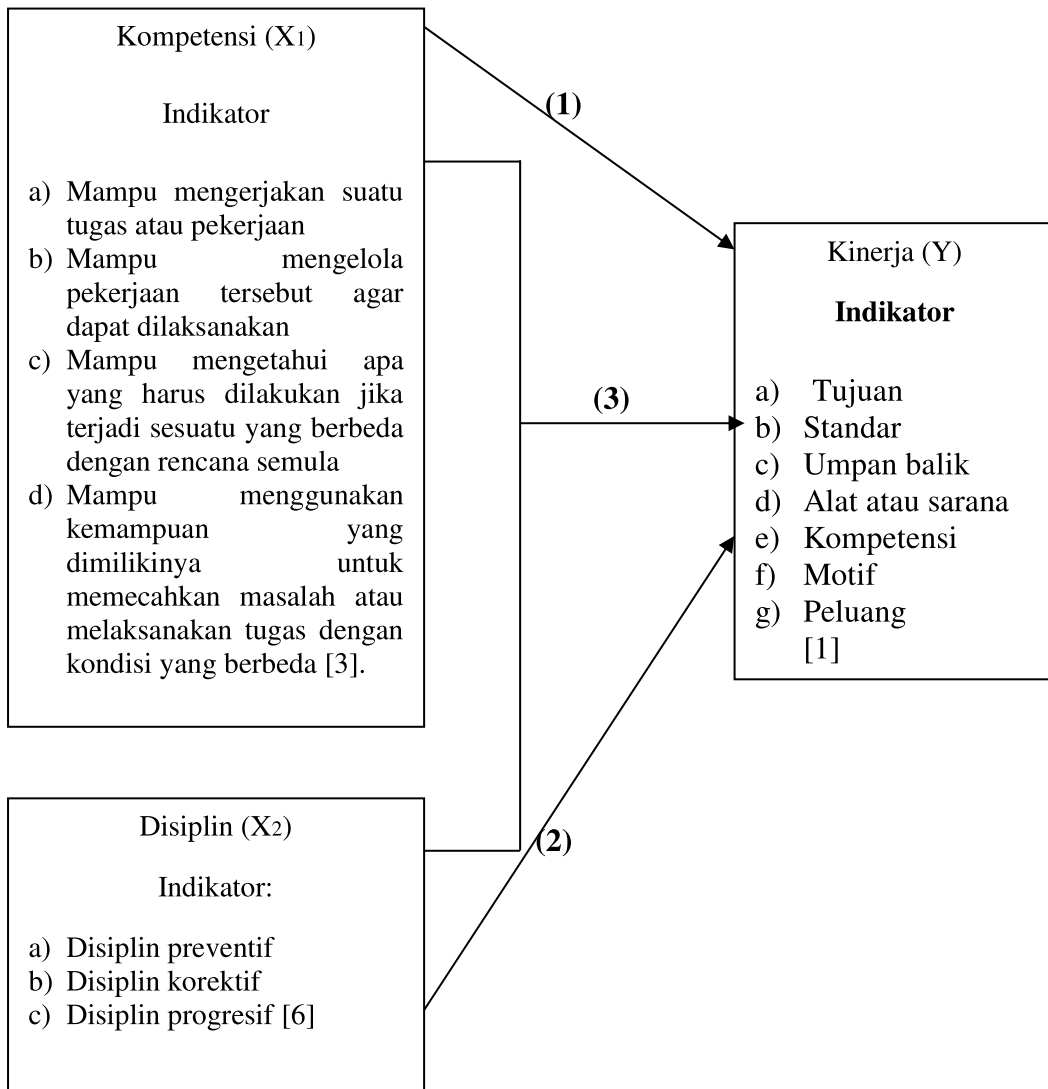 Kompetensi (X1)
Indikator
a) Mampu mengerjakan suatu
tugas atau pekerjaan
b) Mampu mengelola
pekerjaan tersebut agar
dapat dilaksanakan
c) Mampu mengetahui apa
yang harus dilakukan jika
terjadi sesuatu yang berbeda
dengan rencana semula
d) Mampu menggunakan
kemampuan yang
dimilikinya untuk
memecahkan masalah atau
melaksanakan tugas dengan
kondisi yang berbeda [3].
Disiplin (X2)
Indikator:
a) Disiplin preventif
b) Disiplin korektif
c) Disiplin progresif [6]
(1)
(3)
(2)
Kinerja (Y)
Indikator
a) Tujuan
b) Standar
c) Umpan balik
d) Alat atau sarana
e) Kompetensi
f) Motif
g) Peluang
[1]